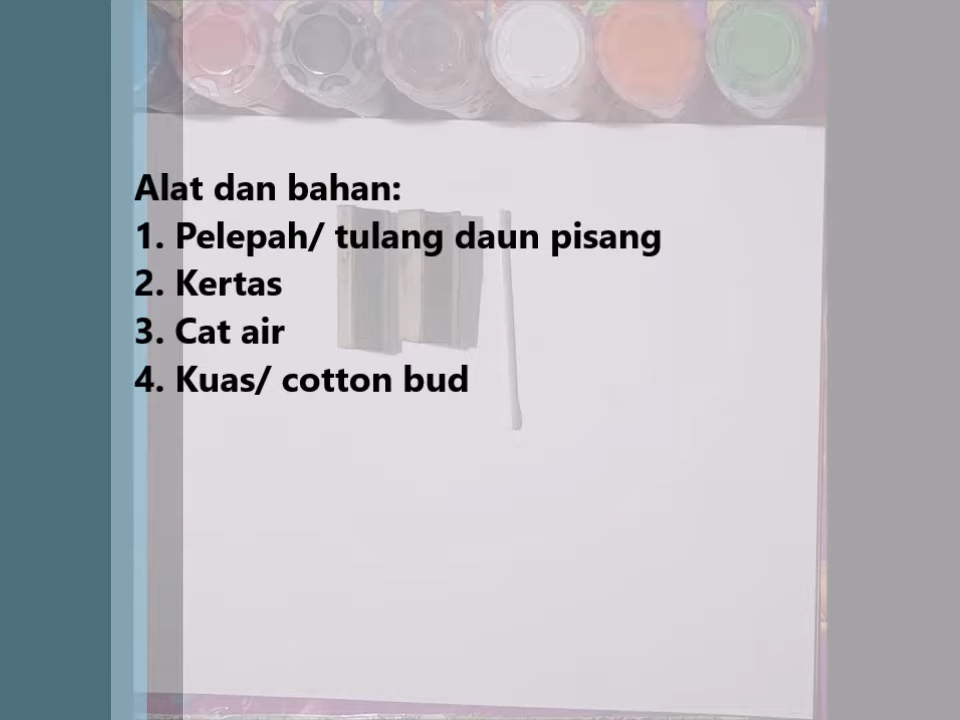 Alat dan bahan:
1. Pelepah/ tulang daun pisang
2. Kertas
3. Cat air
4. Kuas/ cotton bud